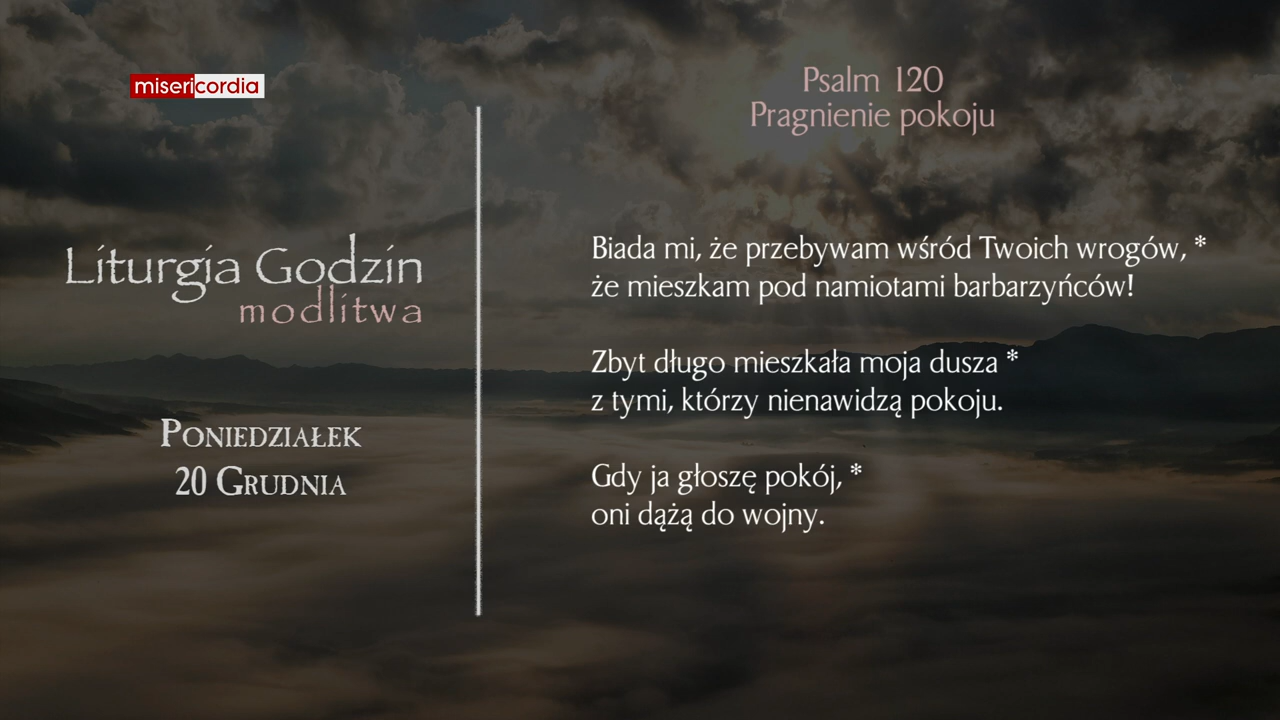 misericordia
Liturgia Godzin
modlitwa
Poniedziałek
20 Grudnia
Psalm 120
Pragnienie pokoju
Biada mi, że przebywam wśród Twoich wrogów, *
że mieszkam pod namiotami barbarzyńców!
Zbyt długo mieszkała moja dusza *
z tymi, którzy nienawidzą pokoju.
Gdy ja głoszę pokój, *
oni dążą do wojny.